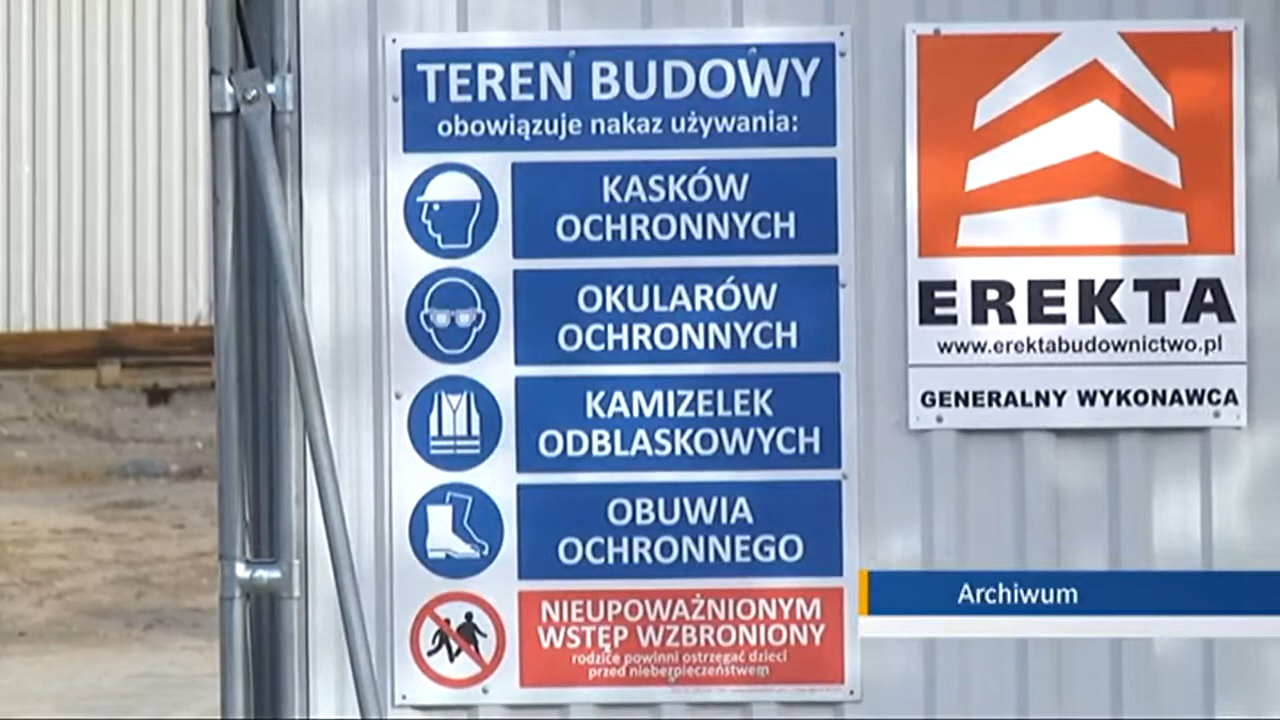 TEREN BUDOWY
obowiązuje nakaz używania:
KASKÓW
OCHRONNYCH
OKULARÓW
OCHRONNYCH
KAMIZELEK
ODBLASKOWYCH
OBUWIA
OCHRONNEGO
NIEUPOWAŻNIONYM
WSTĘP WZBRONIONY
rodzice powinni ostrzegać dzieci
przed niebezpieczeństwem
EREKTA
www.erektabudownictwo.pl
GENERALNY WYKONAWCA
Archiwum